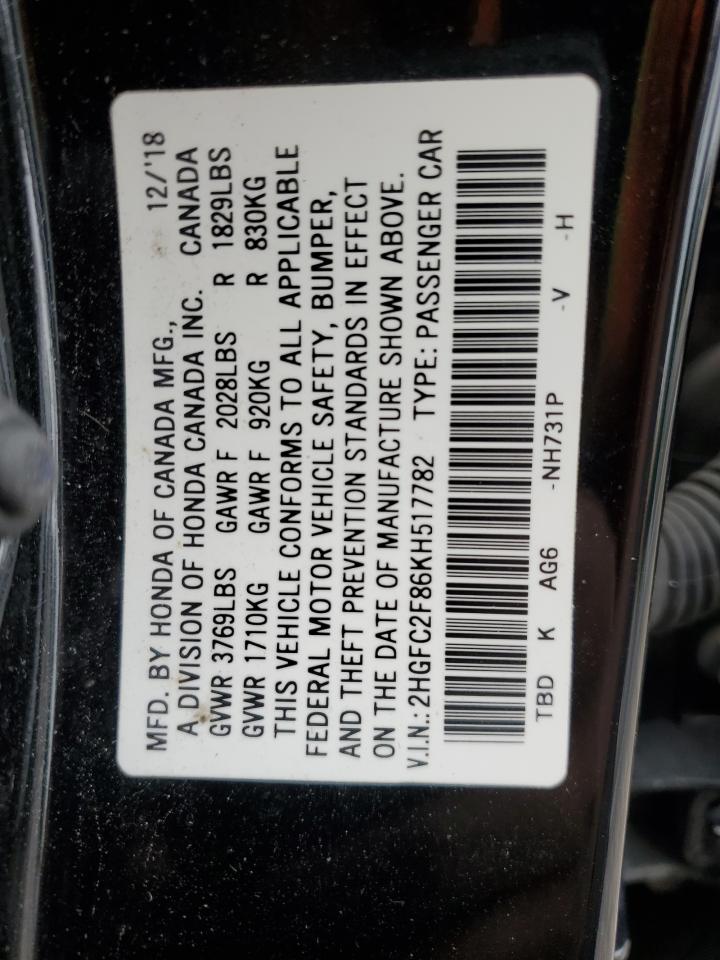 MFD. BY HONDA OF CANADA MFG., 12/'18
A DIVISION OF HONDA CANADA INC. CANADA
GVWR 3769LBS GAWR F 2028LBS R 1829LBS
GVWR 1710KG GAWR F 920KG R 830KG
THIS VEHICLE CONFORMS TO ALL APPLICABLE
FEDERAL MOTOR VEHICLE SAFETY, BUMPER,
AND THEFT PREVENTION STANDARDS IN EFFECT
ON THE DATE OF MANUFACTURE SHOWN ABOVE.
V.I.N.: 2HGFC2F86KH517782 TYPE: PASSENGER CAR
TBD K AG6 -NH731P -V -H